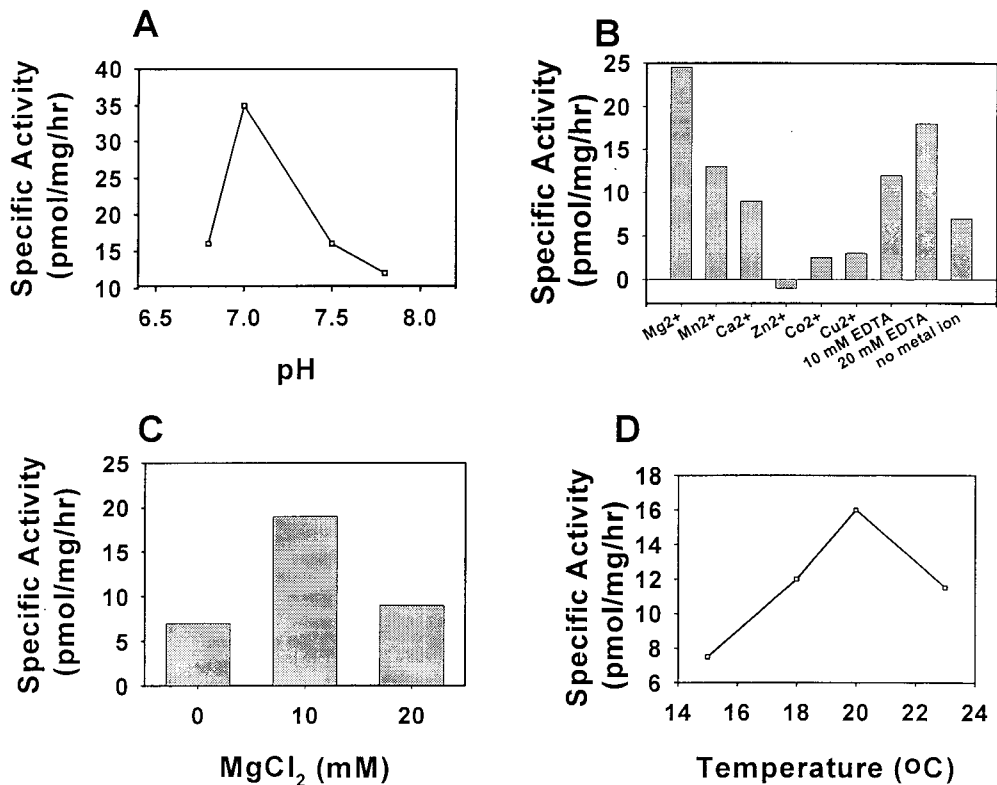 A
Specific Activity
(pmol/mg/hr)
40
35
30
25
20
15
10
6.5 7.0 7.5 8.0
pH
B
Specific Activity
(pmol/mg/hr)
25
20
15
10
5
0
Mg2+ Mn2+ Ca2+ Zn2+ Co2+ Cu2+ 10 mM EDTA 20 mM EDTA no metal ion
C
Specific Activity
(pmol/mg/hr)
25
20
15
10
5
0
0 10 20
MgCl₂ (mM)
D
Specific Activity
(pmol/mg/hr)
18
16
14
12
10
8
6
14 16 18 20 22 24
Temperature (OC)